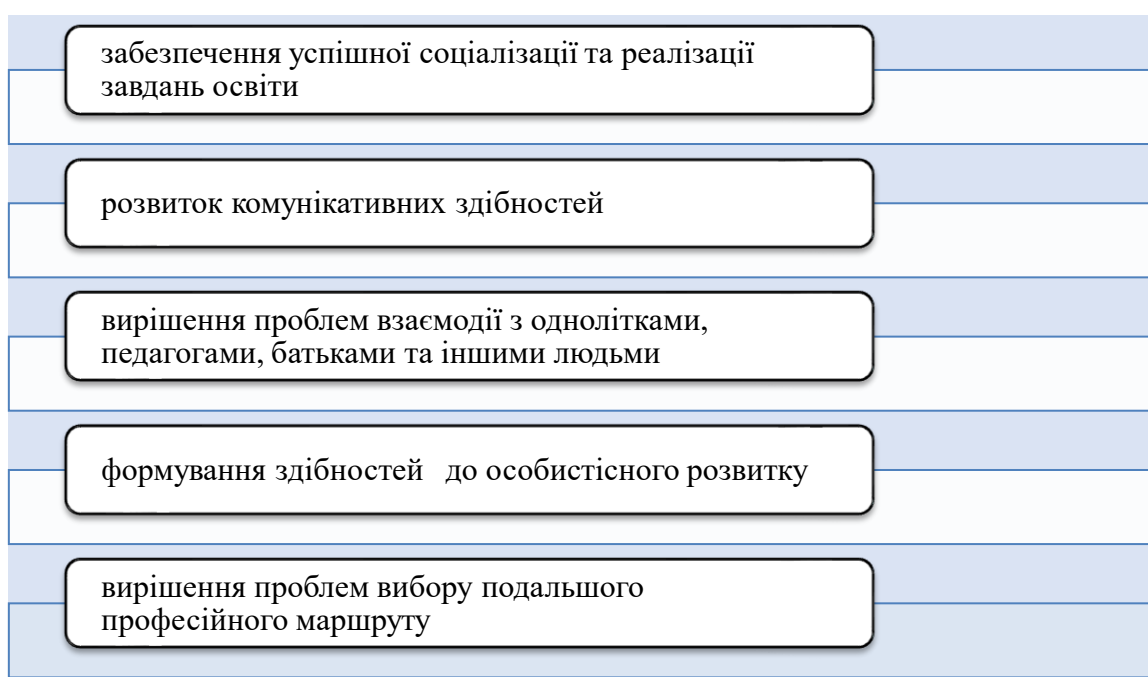 забезпечення успішної соціалізації та реалізації
завдань освіти
розвиток комунікативних здібностей
вирішення проблем взаємодії з однолітками,
педагогами, батьками та іншими людьми
формування здібностей до особистісного розвитку
вирішення проблем вибору подальшого
професійного маршруту